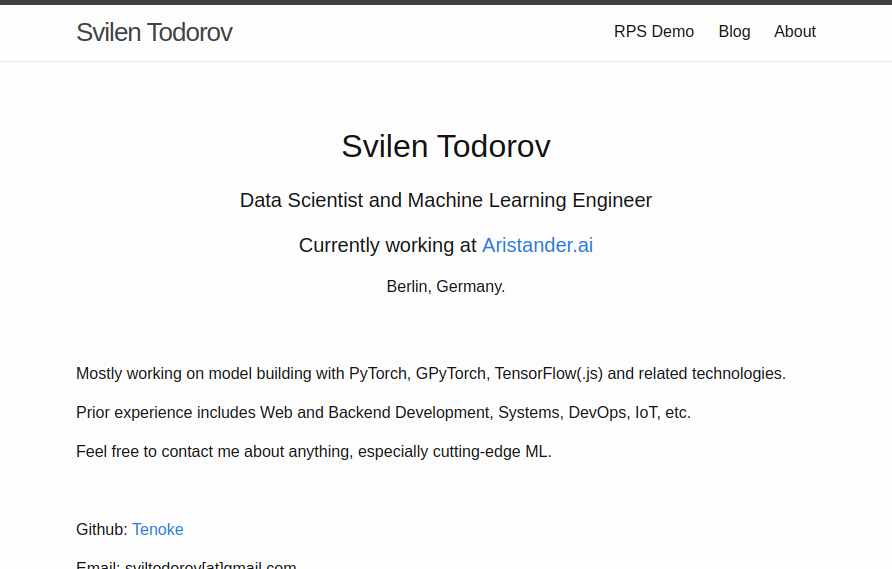 Svilen Todorov
RPS Demo Blog About
Svilen Todorov
Data Scientist and Machine Learning Engineer
Currently working at Aristander.ai
Berlin, Germany.
Mostly working on model building with PyTorch, GPyTorch, TensorFlow(.js) and related technologies.
Prior experience includes Web and Backend Development, Systems, DevOps, IoT, etc.
Feel free to contact me about anything, especially cutting-edge ML.
Github: Tenoke
Email: sviltodorov[at]gmail.com